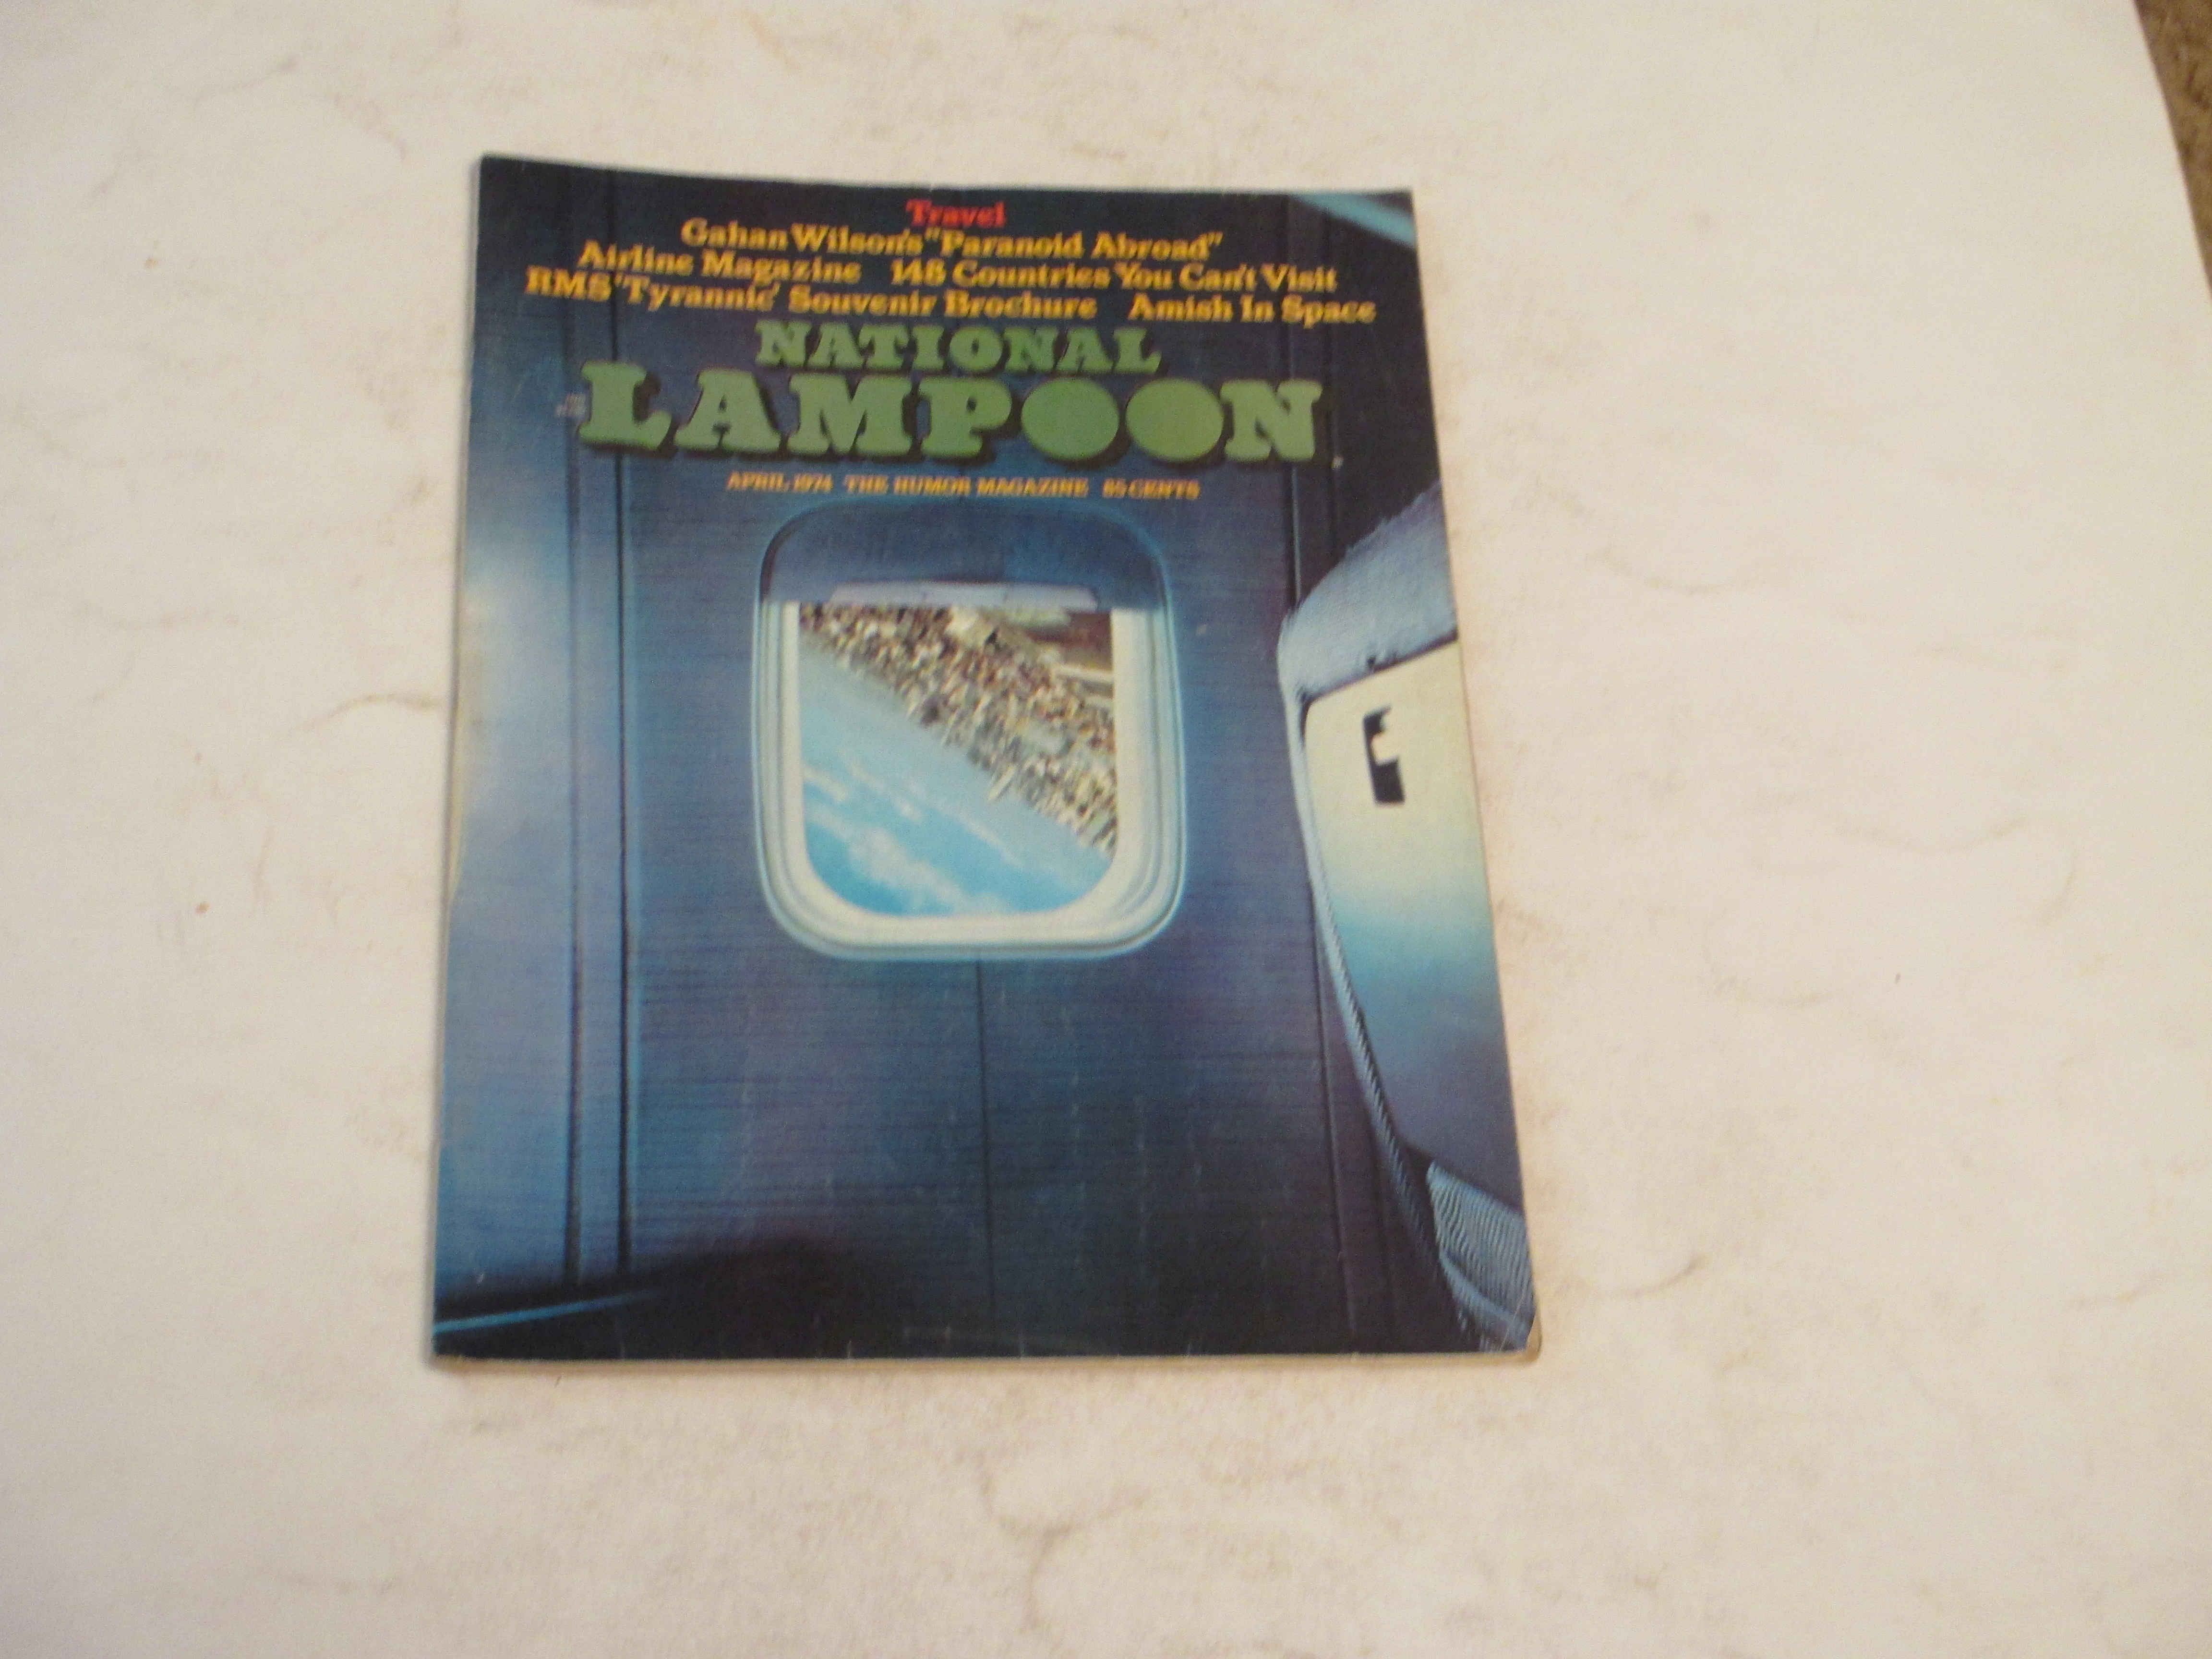 Travel
Gahan Wilson's "Paranoid Abroad"
Airline Magazine 148 Countries You Can't Visit
RMS 'Tyrannic' Souvenir Brochure Amish In Space
NATIONAL
LAMPOON
APRIL, 1974 THE HUMOR MAGAZINE 85 CENTS